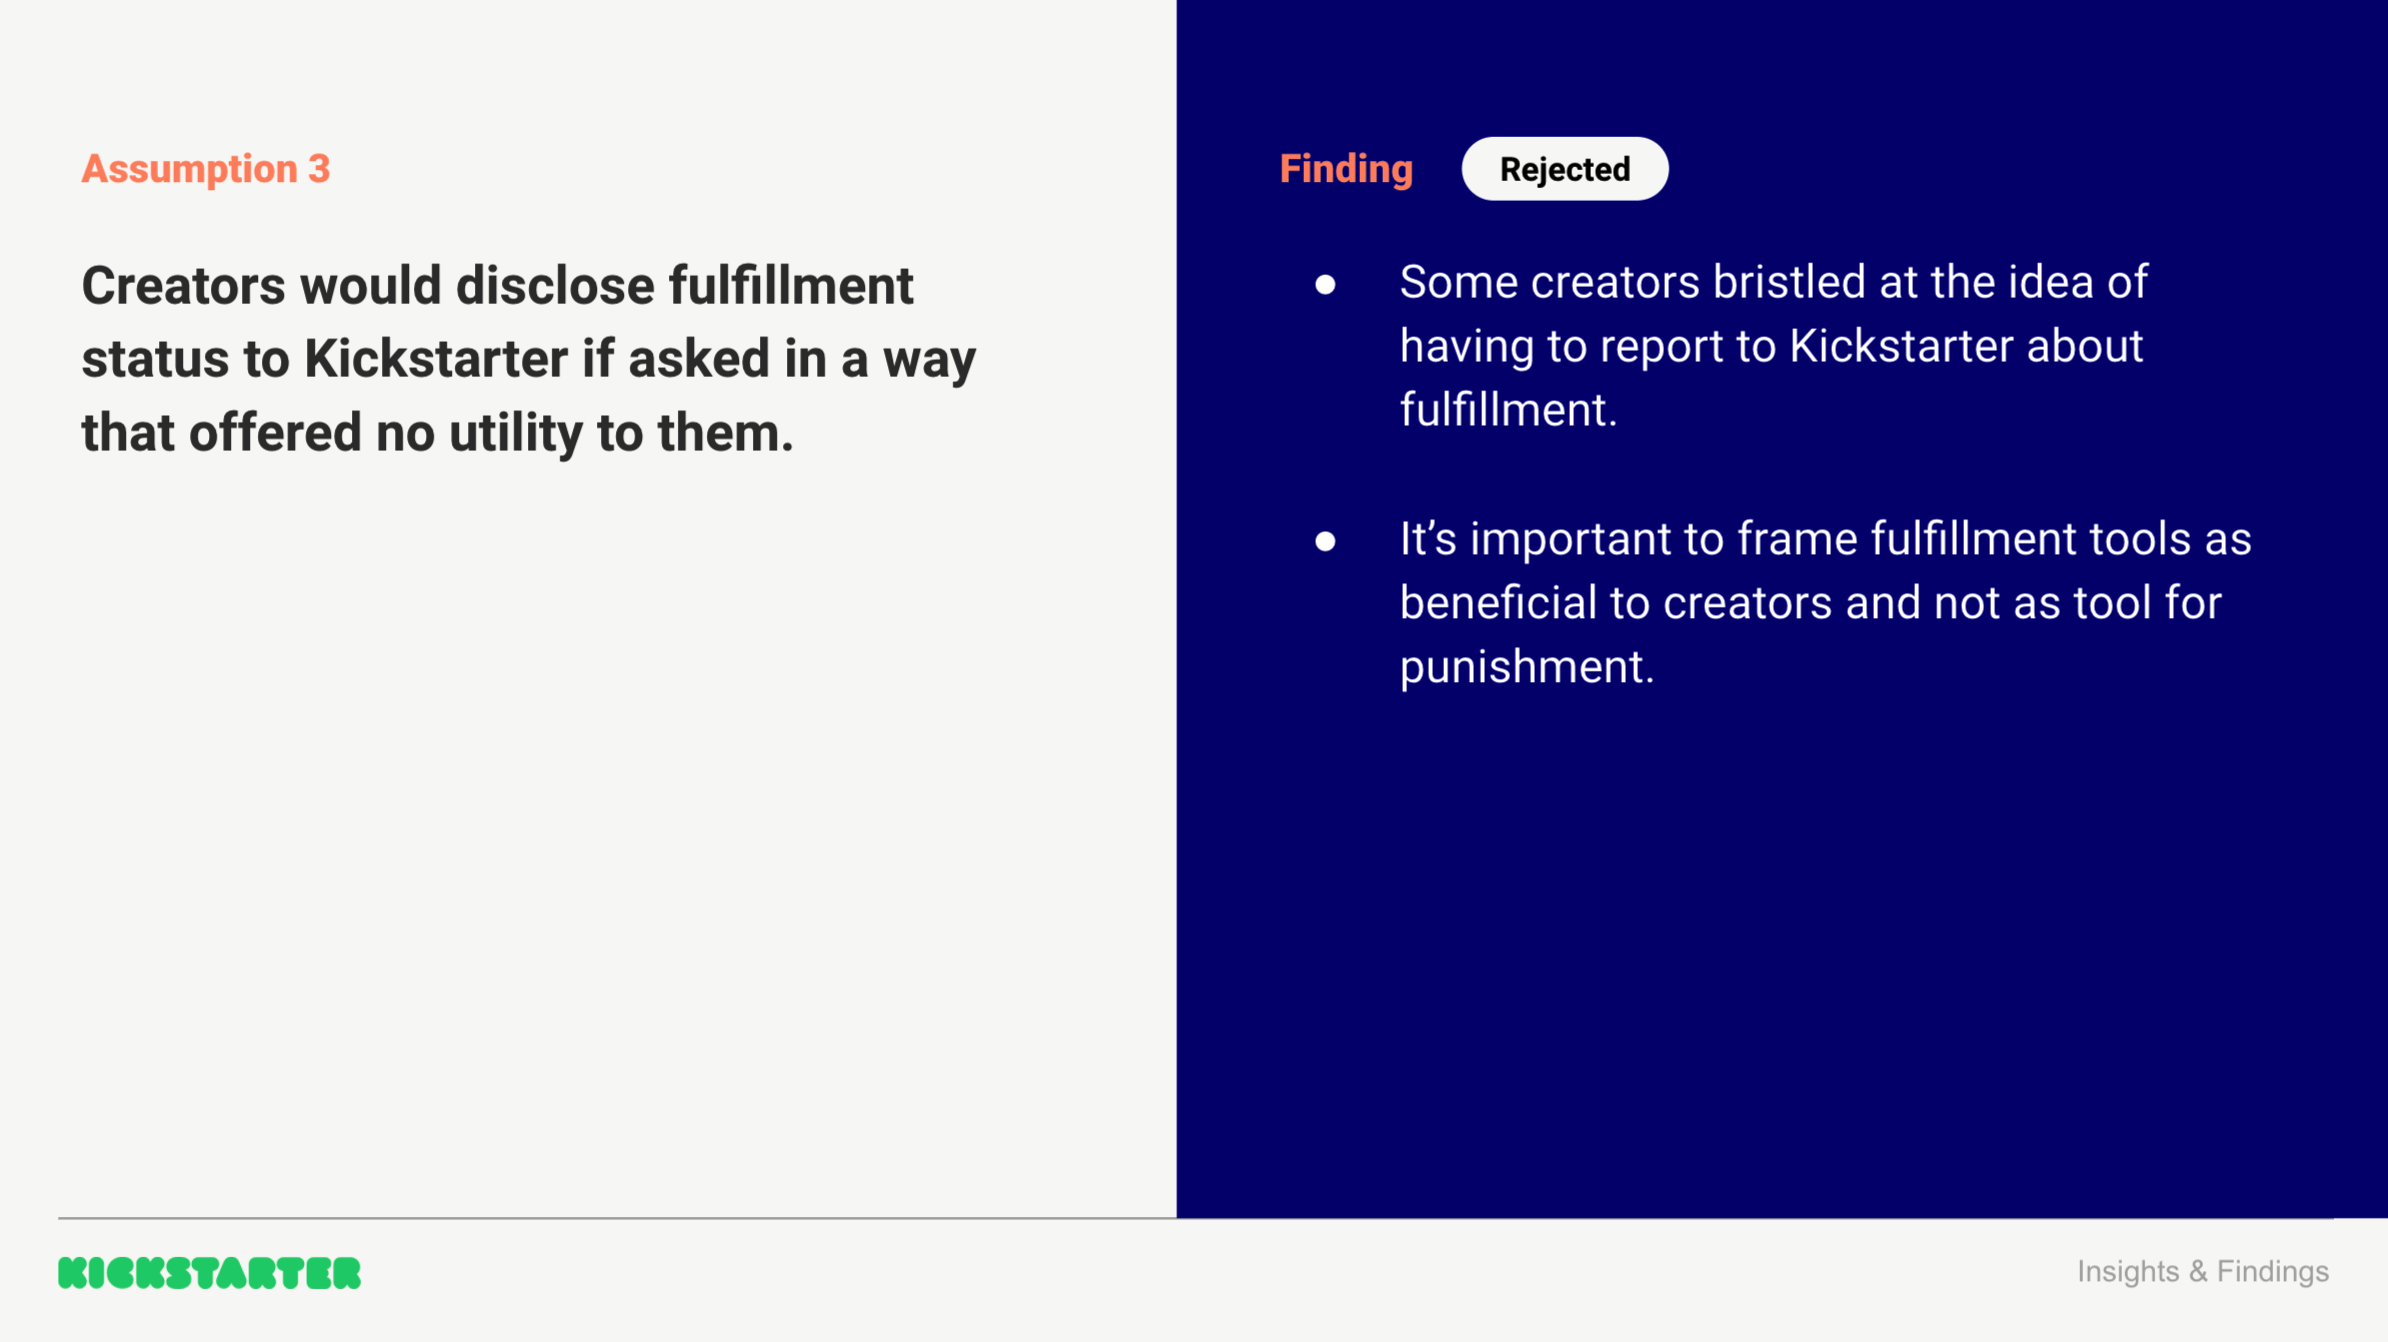 Assumption 3
Creators would disclose fulfillment
status to Kickstarter if asked in a way
that offered no utility to them.
Finding
Rejected
● Some creators bristled at the idea of
having to report to Kickstarter about
fulfillment.
● It’s important to frame fulfillment tools as
beneficial to creators and not as tool for
punishment.
KICKSTARTER
Insights & Findings